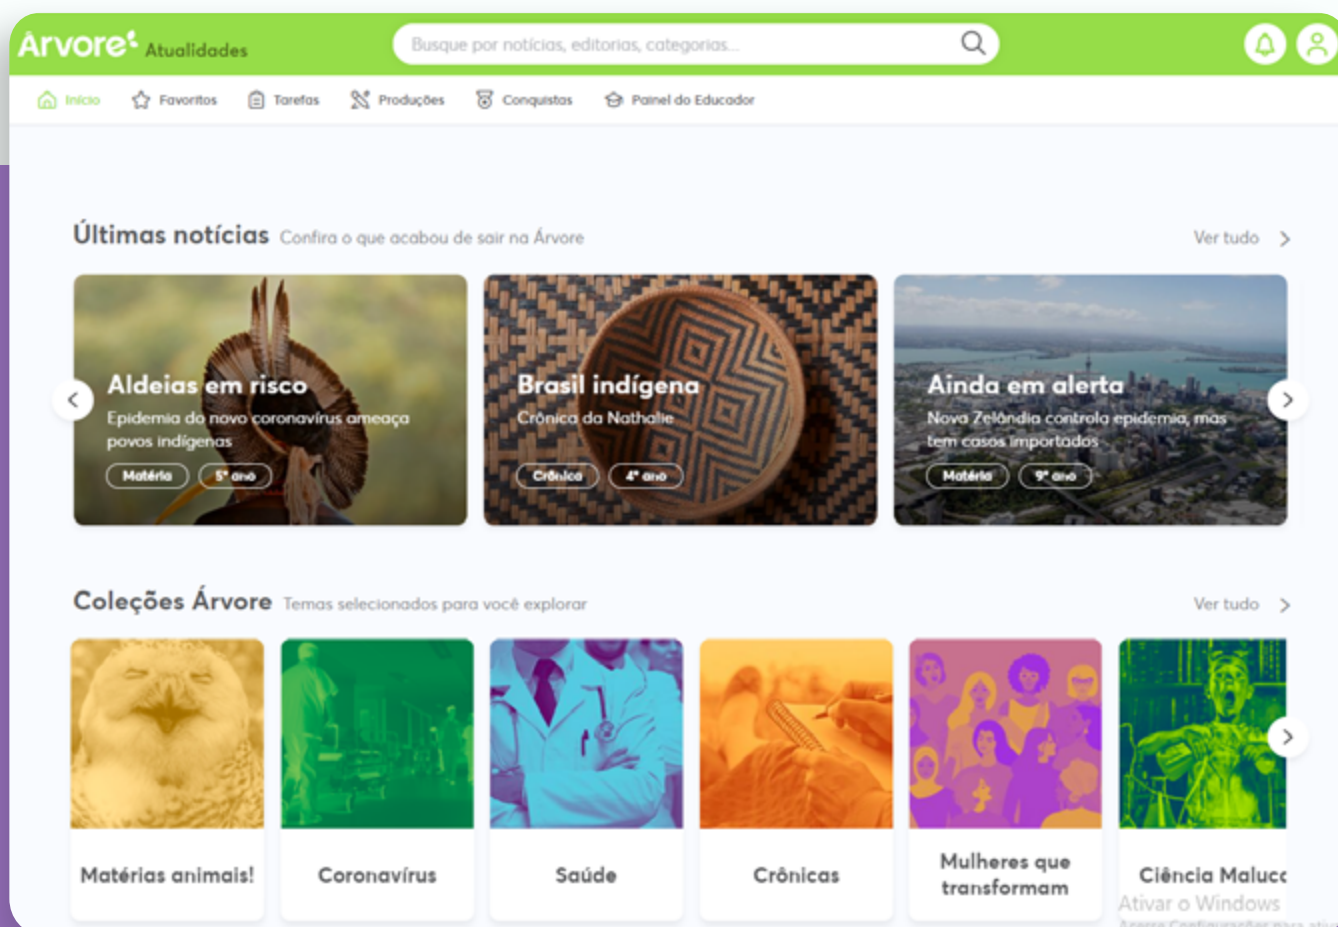 Árvore Atualidades
Busque por notícias, editorias, categorias...
Início Favoritos Tarefas Produções Conquistas Painel do Educador
Últimas notícias Confira o que acabou de sair na Árvore
Ver tudo
Aldeias em risco
Epidemia do novo coronavírus ameaça
povos indígenas
Matéria 5º ano
Brasil indígena
Crônica da Nathalie
Crônica 4º ano
Ainda em alerta
Nova Zelândia controla epidemia, mas
tem casos importados
Matéria 9º ano
Coleções Árvore Temas selecionados para você explorar
Ver tudo
Matérias animais!
Coronavírus
Saúde
Crônicas
Mulheres que
transformam
Ciência Maluc
Ativar o Windows